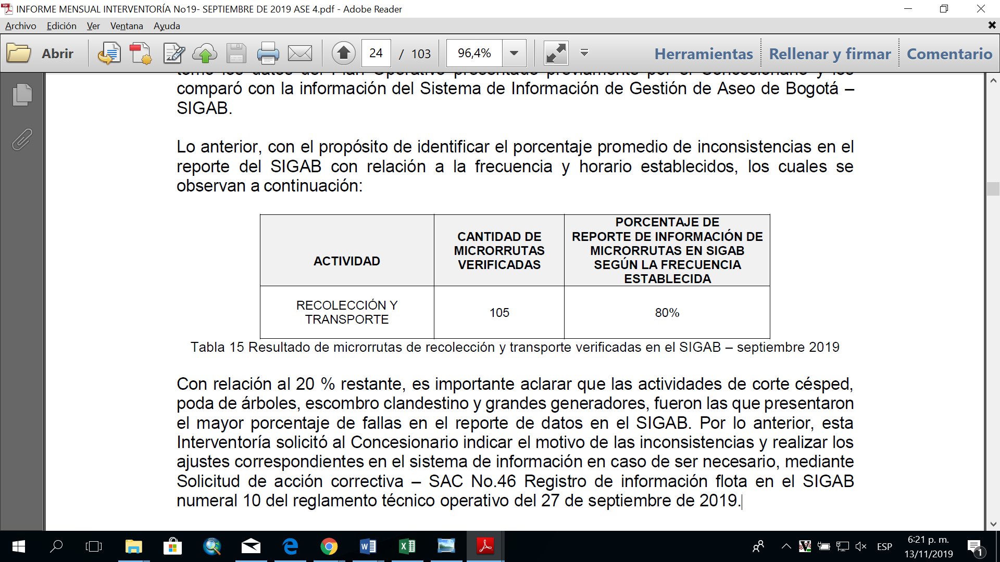 INFORME MENSUAL INTERVENTORÍA No19- SEPTIEMBRE DE 2019 ASE 4.pdf - Adobe Reader
Archivo Edición Ver Ventana Ayuda
Abrir 24 / 103 96,4% Herramientas Rellenar y firmar Comentario
comparó con la información del Sistema de Información de Gestión de Aseo de Bogotá –
SIGAB.
Lo anterior, con el propósito de identificar el porcentaje promedio de inconsistencias en el
reporte del SIGAB con relación a la frecuencia y horario establecidos, los cuales se
observan a continuación:
ACTIVIDAD
CANTIDAD DE
MICRORRUTAS
VERIFICADAS
PORCENTAJE DE
REPORTE DE INFORMACIÓN DE
MICRORRUTAS EN SIGAB
SEGÚN LA FRECUENCIA
ESTABLECIDA
RECOLECCIÓN Y
TRANSPORTE
105
80%
Tabla 15 Resultado de microrrutas de recolección y transporte verificadas en el SIGAB – septiembre 2019
Con relación al 20 % restante, es importante aclarar que las actividades de corte césped,
poda de árboles, escombro clandestino y grandes generadores, fueron las que presentaron
el mayor porcentaje de fallas en el reporte de datos en el SIGAB. Por lo anterior, esta
Interventoría solicitó al Concesionario indicar el motivo de las inconsistencias y realizar los
ajustes correspondientes en el sistema de información en caso de ser necesario, mediante
Solicitud de acción correctiva – SAC No.46 Registro de información flota en el SIGAB
numeral 10 del reglamento técnico operativo del 27 de septiembre de 2019.
ESP
6:21 p. m.
13/11/2019
1